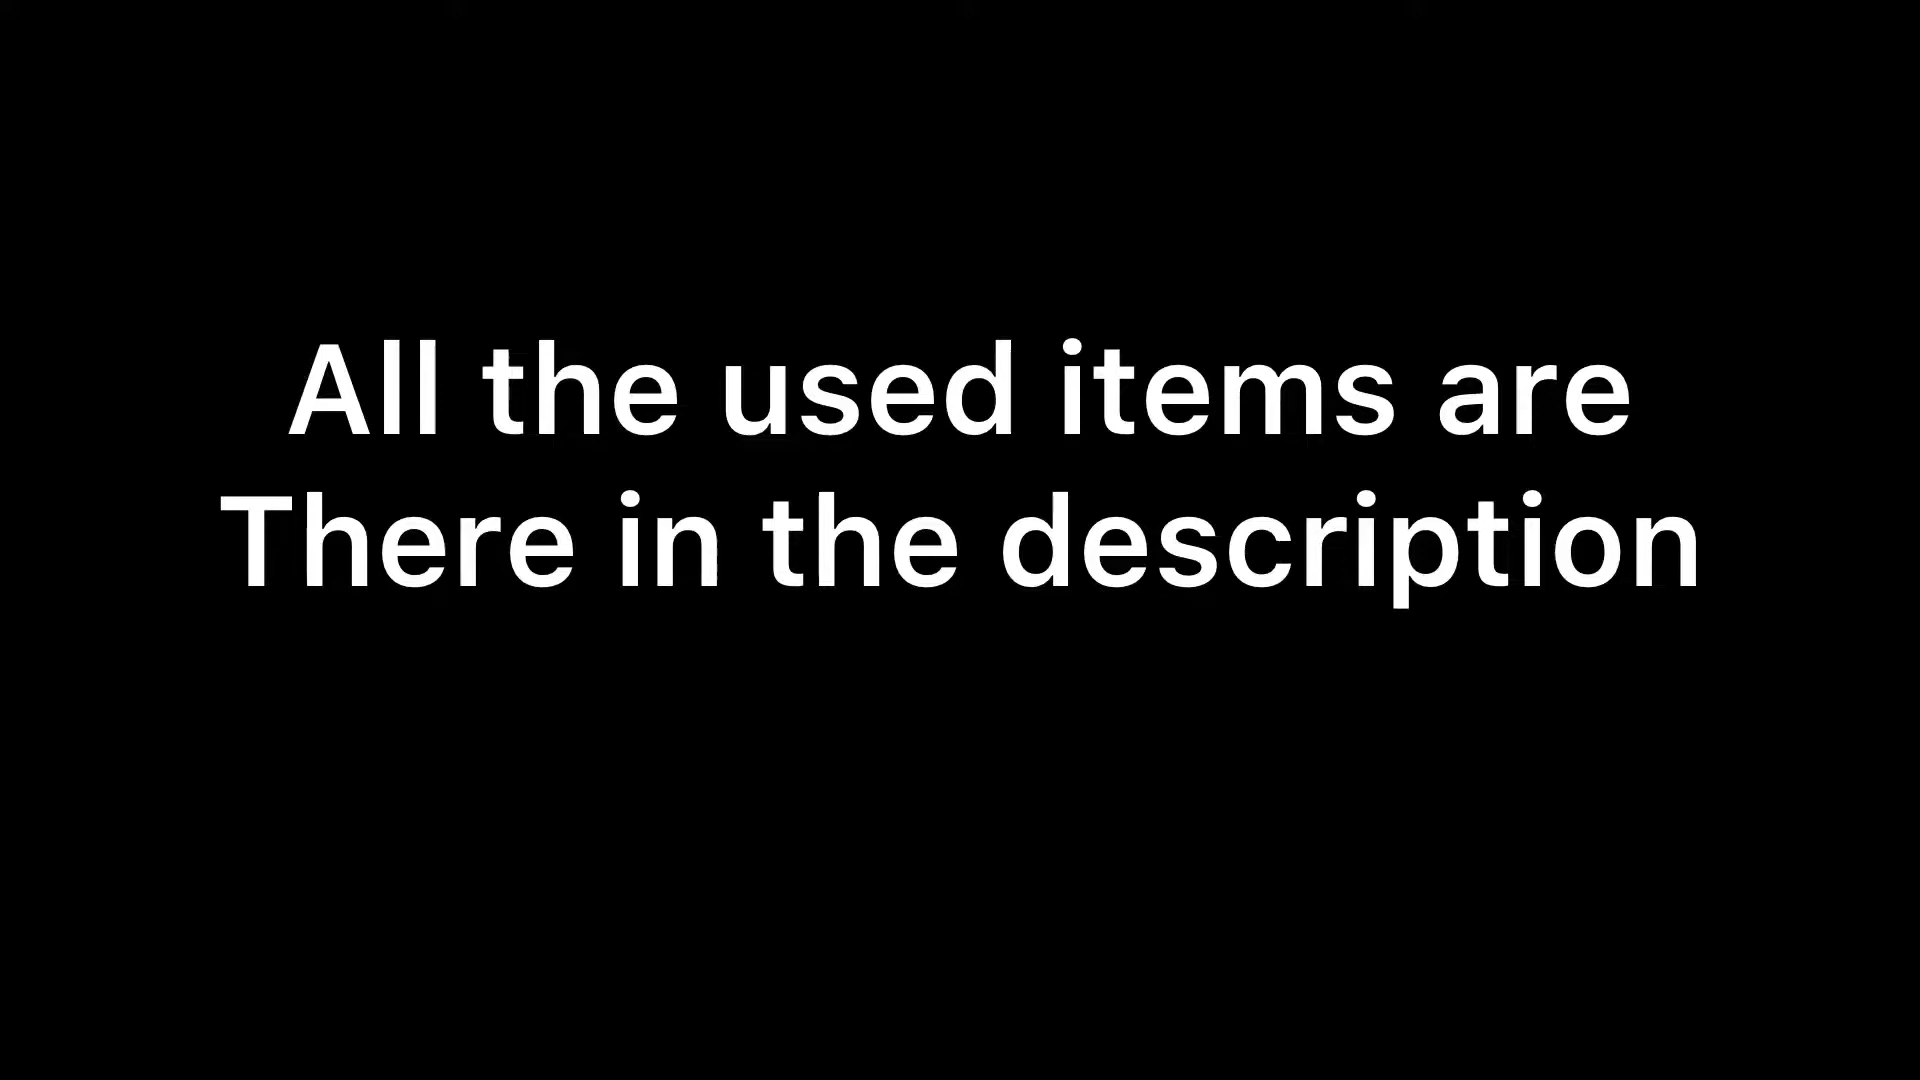 All the used items are
There in the description